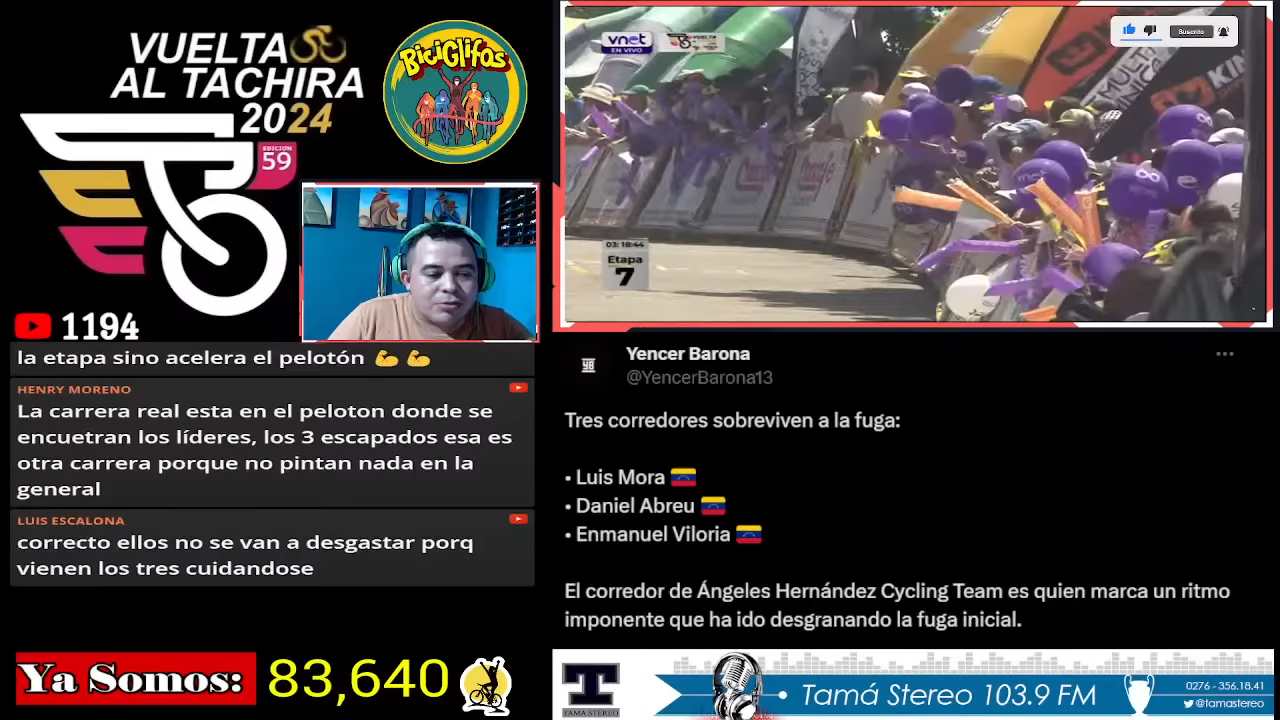 VUELTA
AL TACHIRA
2024
EDICION
59
BiciGlifos
1194
la etapa sino acelera el pelotón 💪 💪
HENRY MORENO
La carrera real esta en el peloton donde se
encuetran los líderes, los 3 escapados esa es
otra carrera porque no pintan nada en la
general
LUIS ESCALONA
correcto ellos no se van a desgastar porq
vienen los tres cuidandose
Ya Somos: 83,640
vnet
EN VIVO
Suscrito
03:18:44
Etapa
7
Yencer Barona
@YencerBarona13
Tres corredores sobreviven a la fuga:
• Luis Mora 🇻🇪
• Daniel Abreu 🇻🇪
• Enmanuel Viloria 🇻🇪
El corredor de Ángeles Hernández Cycling Team es quien marca un ritmo
imponente que ha ido desgranando la fuga inicial.
TAMÁ STEREO
Tamá Stereo 103.9 FM
0276 - 356.18.41
@tamastereo